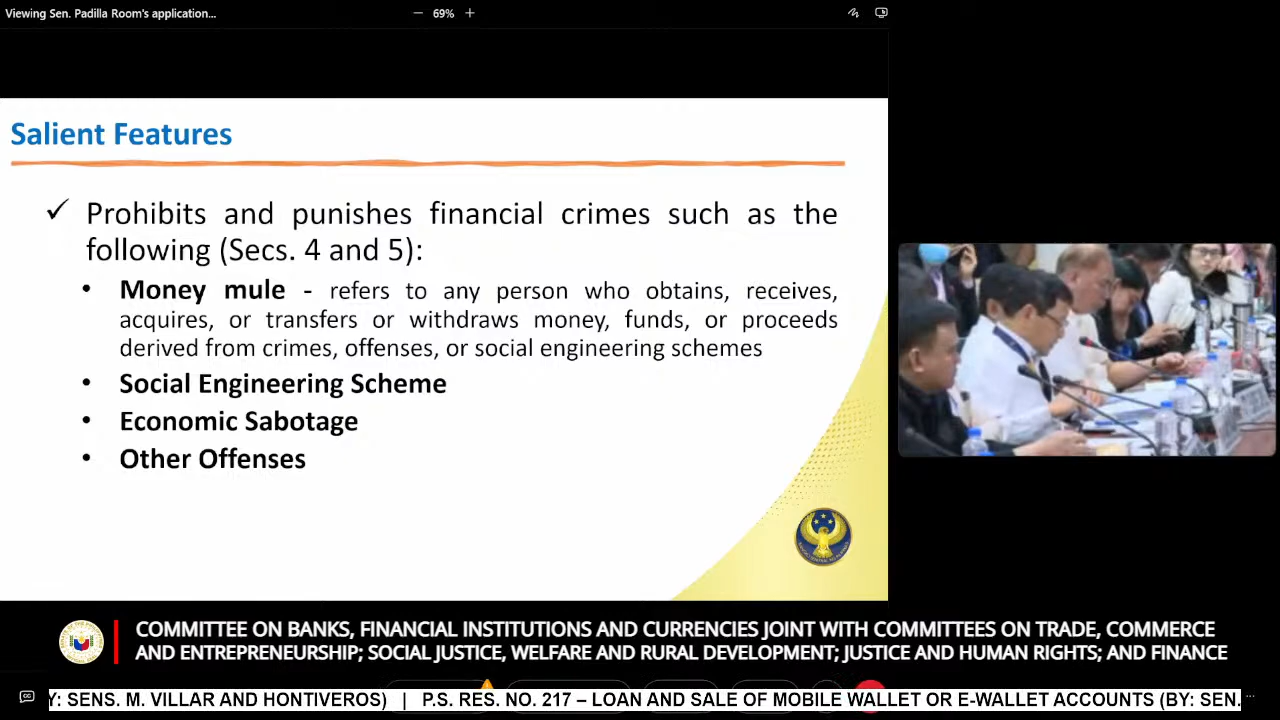 Viewing Sen. Padilla Room's application...
69%
Salient Features
✓ Prohibits and punishes financial crimes such as the
following (Secs. 4 and 5):
• Money mule - refers to any person who obtains, receives,
acquires, or transfers or withdraws money, funds, or proceeds
derived from crimes, offenses, or social engineering schemes
• Social Engineering Scheme
• Economic Sabotage
• Other Offenses
COMMITTEE ON BANKS, FINANCIAL INSTITUTIONS AND CURRENCIES JOINT WITH COMMITTEES ON TRADE, COMMERCE
AND ENTREPRENEURSHIP; SOCIAL JUSTICE, WELFARE AND RURAL DEVELOPMENT; JUSTICE AND HUMAN RIGHTS; AND FINANCE
Y: SENS. M. VILLAR AND HONTIVEROS) | P.S. RES. NO. 217 – LOAN AND SALE OF MOBILE WALLET OR E-WALLET ACCOUNTS (BY: SEN.